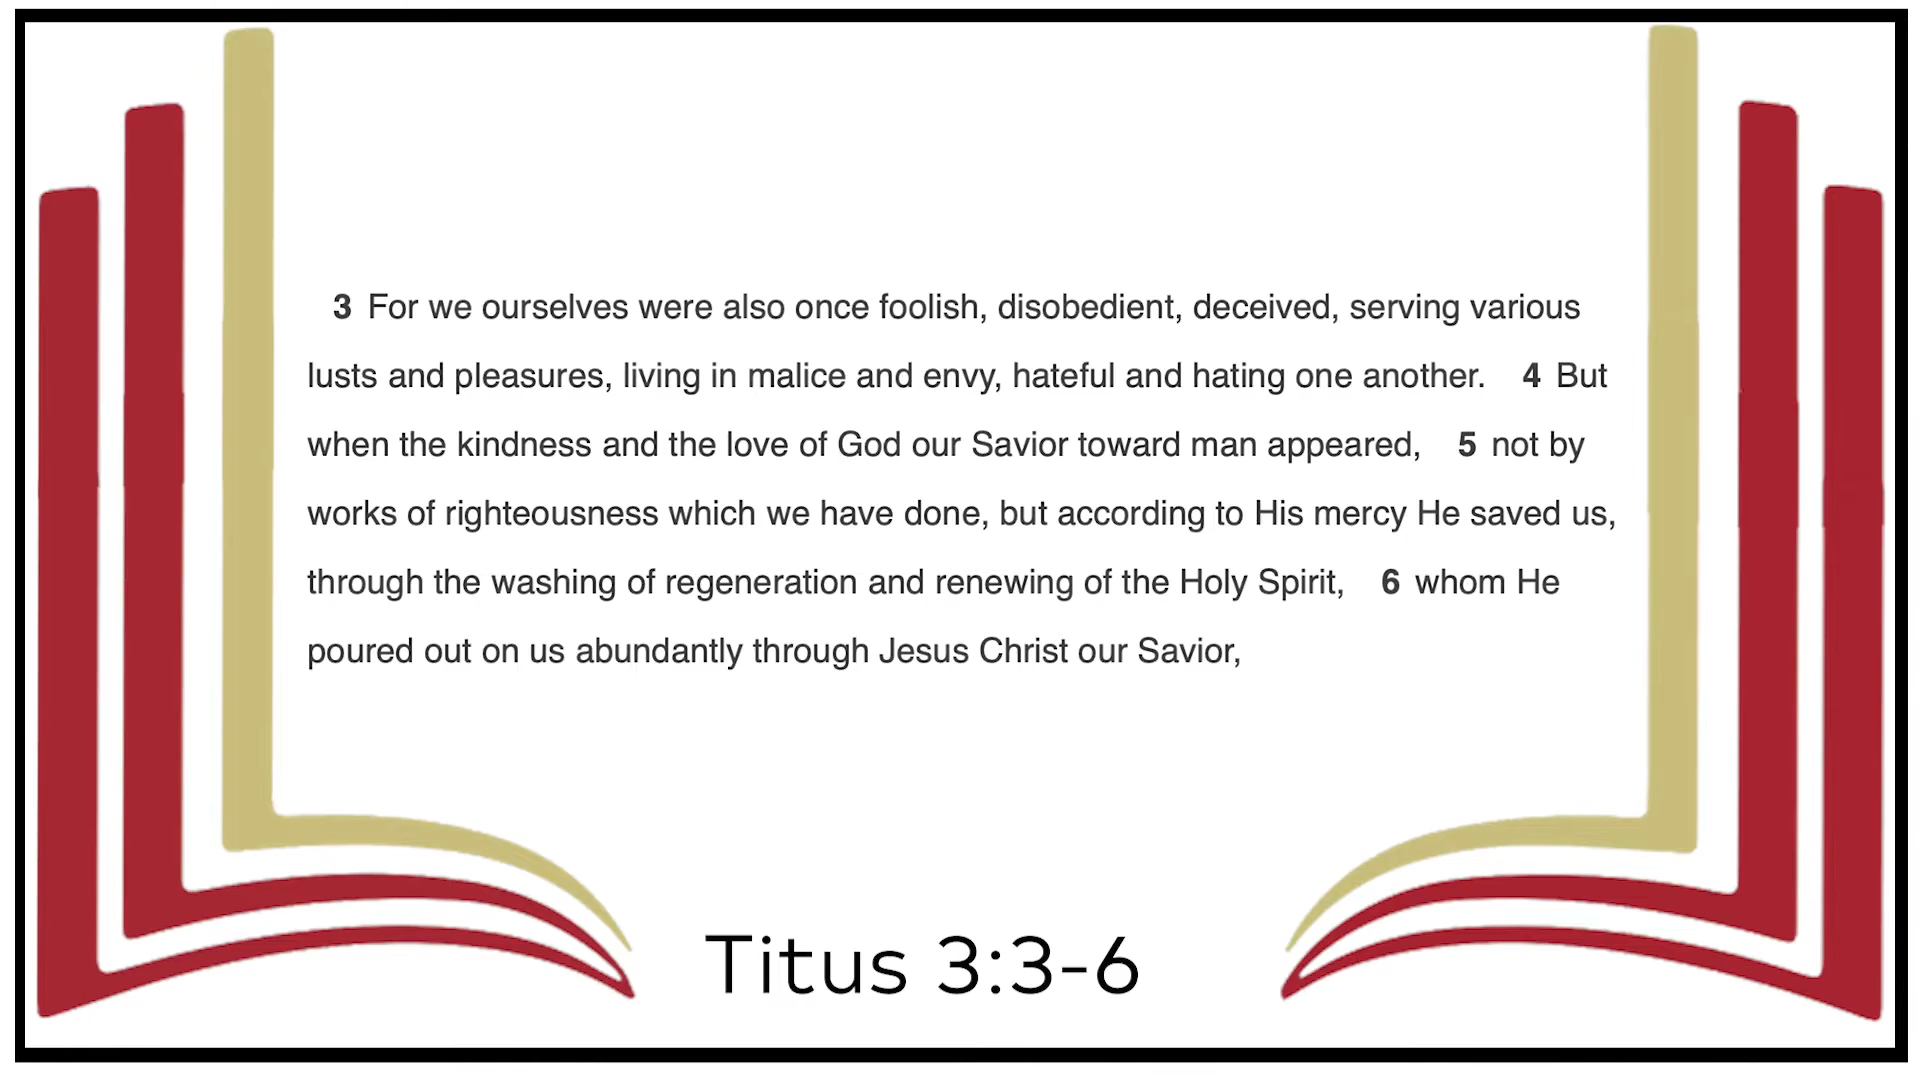 3 For we ourselves were also once foolish, disobedient, deceived, serving various
lusts and pleasures, living in malice and envy, hateful and hating one another. 4 But
when the kindness and the love of God our Savior toward man appeared, 5 not by
works of righteousness which we have done, but according to His mercy He saved us,
through the washing of regeneration and renewing of the Holy Spirit, 6 whom He
poured out on us abundantly through Jesus Christ our Savior,
Titus 3:3-6